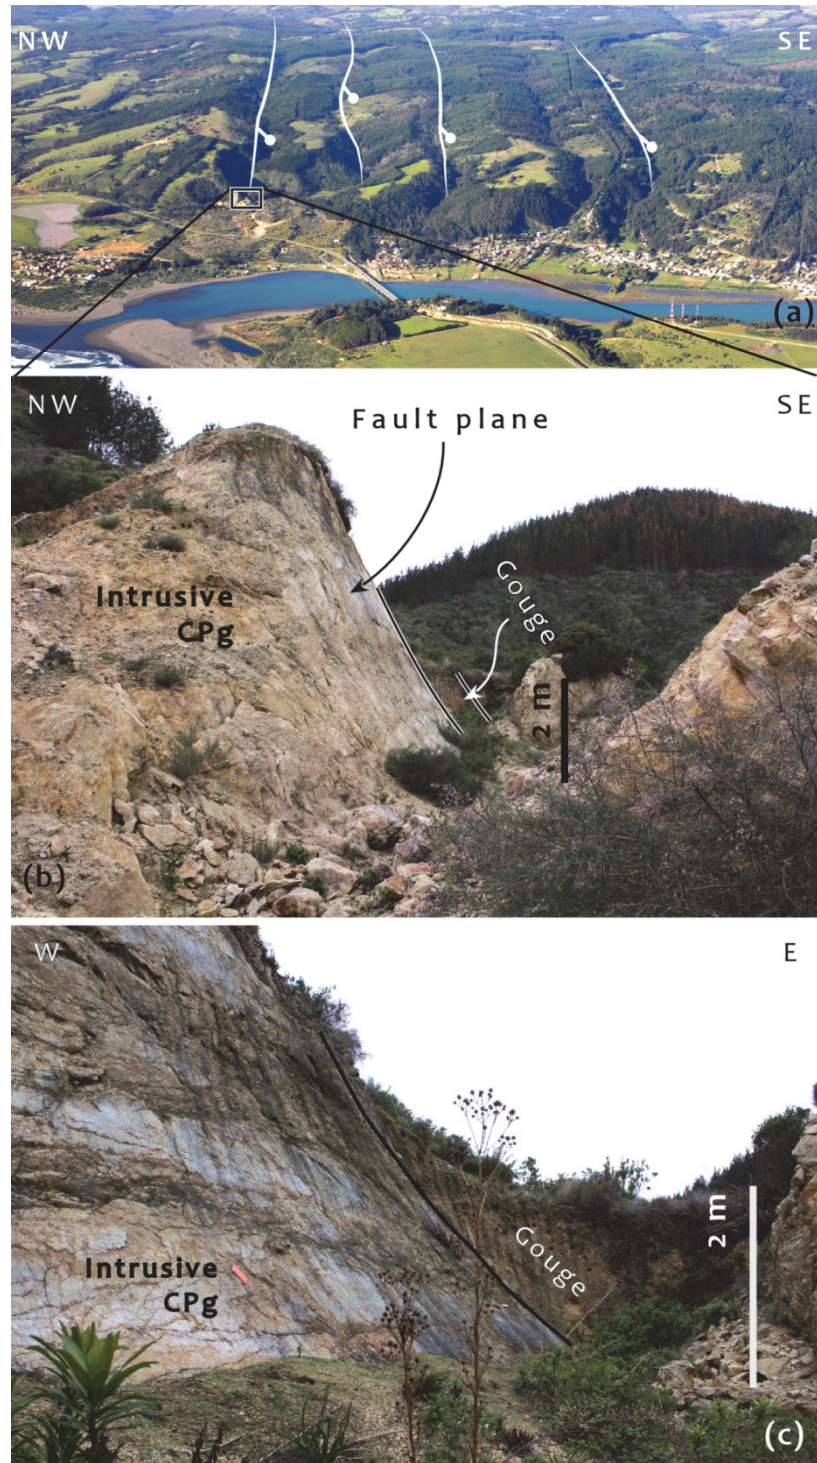 NW
SE
(a)
NW
SE
Fault plane
Intrusive
CPg
Gouge
2 m
(b)
W
E
Intrusive
CPg
Gouge
2 m
(c)